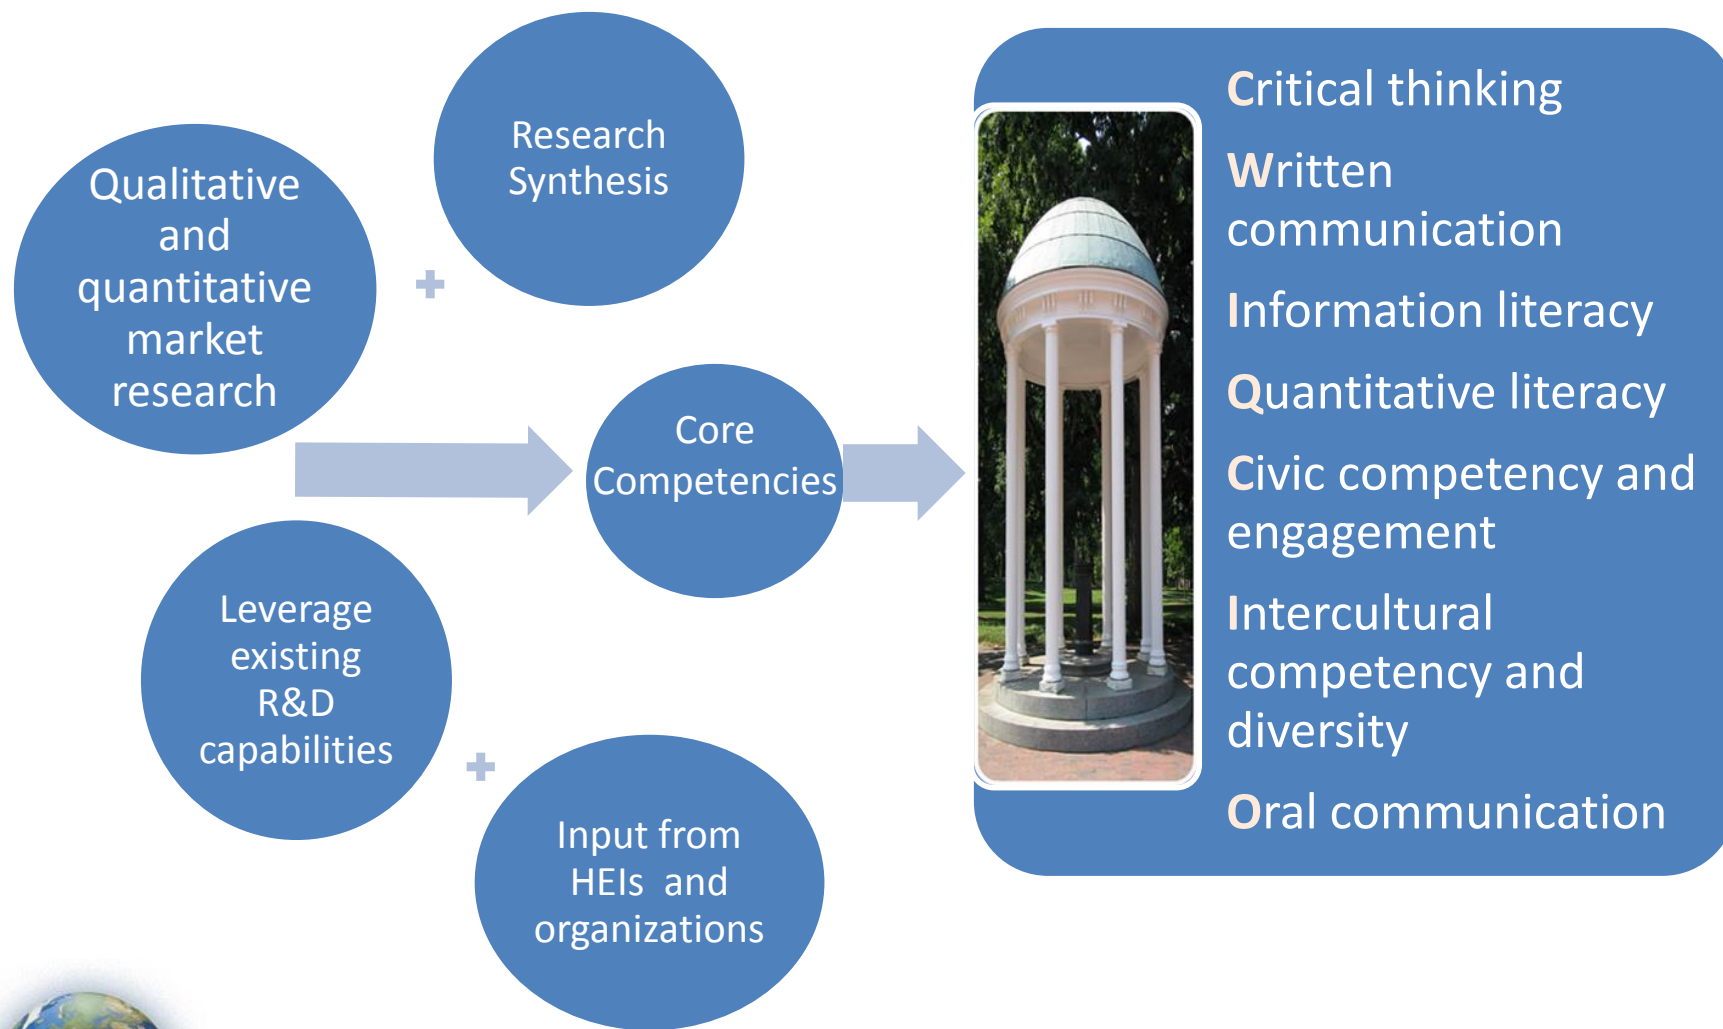 Qualitative
and
quantitative
market
research
Research
Synthesis
Core
Competencies
Leverage
existing
R&D
capabilities
Input from
HEIs and
organizations
Critical thinking
Written
communication
Information literacy
Quantitative literacy
Civic competency and
engagement
Intercultural
competency and
diversity
Oral communication